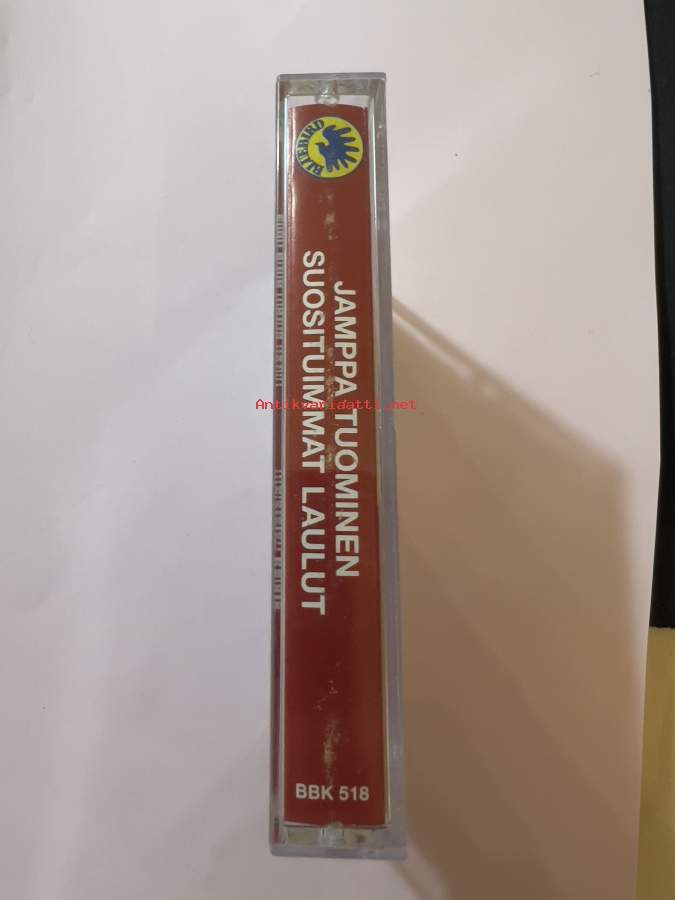 BLUEBIRD
JAMPPA TUOMINEN
SUOSITUIMMAT LAULUT
BBK 518
Antikvariaatti.net